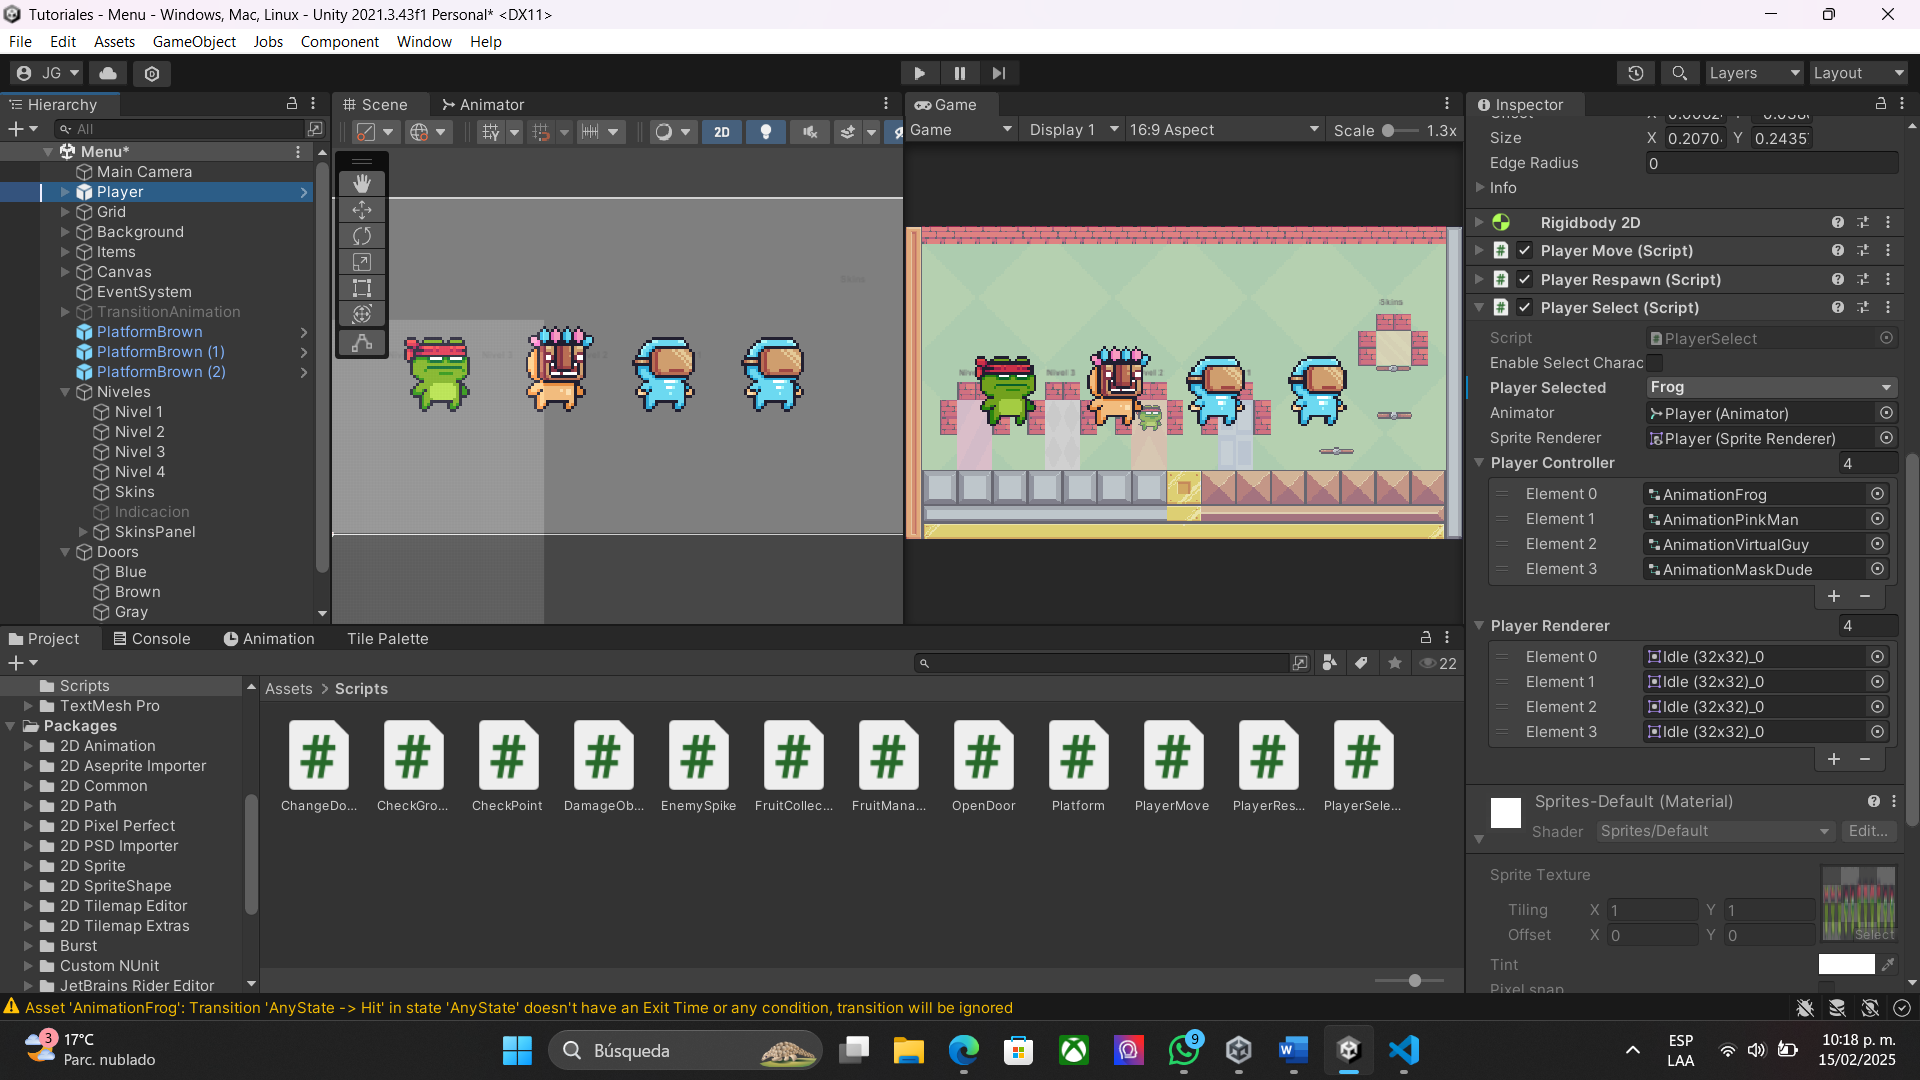 Tutoriales - Menu - Windows, Mac, Linux - Unity 2021.3.43f1 Personal* <DX11>
File Edit Assets GameObject Jobs Component Window Help
JG Layers Layout
Hierarchy
All
Menu*
Main Camera
Player
Grid
Background
Items
Canvas
EventSystem
TransitionAnimation
PlatformBrown
PlatformBrown (1)
PlatformBrown (2)
Niveles
Nivel 1
Nivel 2
Nivel 3
Nivel 4
Skins
Indicacion
SkinsPanel
Doors
Blue
Brown
Gray
Scene Animator
2D
Skins
Game
Game Display 1 16:9 Aspect Scale 1.3x
Skins
Nivel 3
Inspector
Size X 0.2070 Y 0.2435
Edge Radius 0
Info
Rigidbody 2D
Player Move (Script)
Player Respawn (Script)
Player Select (Script)
Script PlayerSelect
Enable Select Charac
Player Selected Frog
Animator Player (Animator)
Sprite Renderer Player (Sprite Renderer)
Player Controller 4
Element 0 AnimationFrog
Element 1 AnimationPinkMan
Element 2 AnimationVirtualGuy
Element 3 AnimationMaskDude
Player Renderer 4
Element 0 Idle (32x32)_0
Element 1 Idle (32x32)_0
Element 2 Idle (32x32)_0
Element 3 Idle (32x32)_0
Sprites-Default (Material)
Shader Sprites/Default Edit...
Sprite Texture
Tiling X 1 Y 1
Offset X 0 Y 0
Select
Tint
Pixel snap
Project Console Animation Tile Palette
22
Scripts
TextMesh Pro
Packages
2D Animation
2D Aseprite Importer
2D Common
2D Path
2D Pixel Perfect
2D PSD Importer
2D Sprite
2D SpriteShape
2D Tilemap Editor
2D Tilemap Extras
Burst
Custom NUnit
JetBrains Rider Editor
Assets > Scripts
ChangeDo... CheckGro... CheckPoint DamageOb... EnemySpike FruitCollec... FruitMana... OpenDoor Platform PlayerMove PlayerRes... PlayerSele...
Asset 'AnimationFrog': Transition 'AnyState -> Hit' in state 'AnyState' doesn't have an Exit Time or any condition, transition will be ignored
3
17°C
Parc. nublado
Búsqueda
9
ESP
LAA
10:18 p. m.
15/02/2025